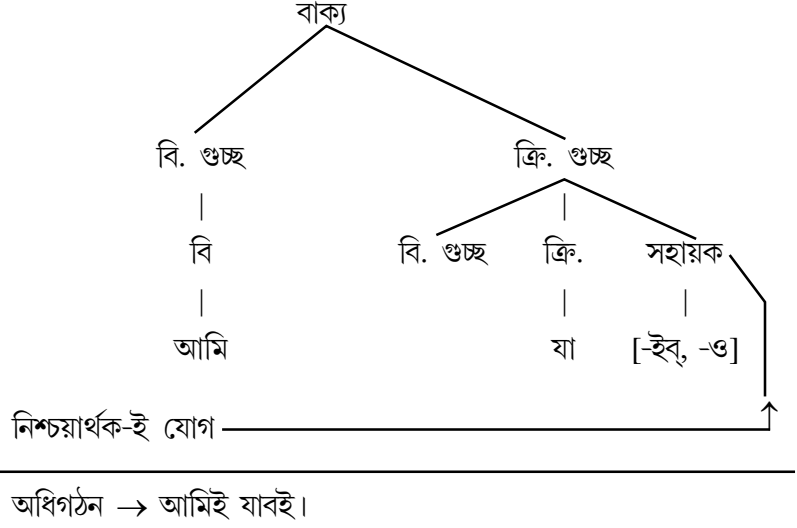 বাক্য
বি. গুচ্ছ ক্রি. গুচ্ছ
বি বি. গুচ্ছ ক্রি. সহায়ক
আমি যা [-ইব্, -ও]
নিশ্চয়ার্থক-ই যোগ
অধিগঠন → আমিই যাবই।